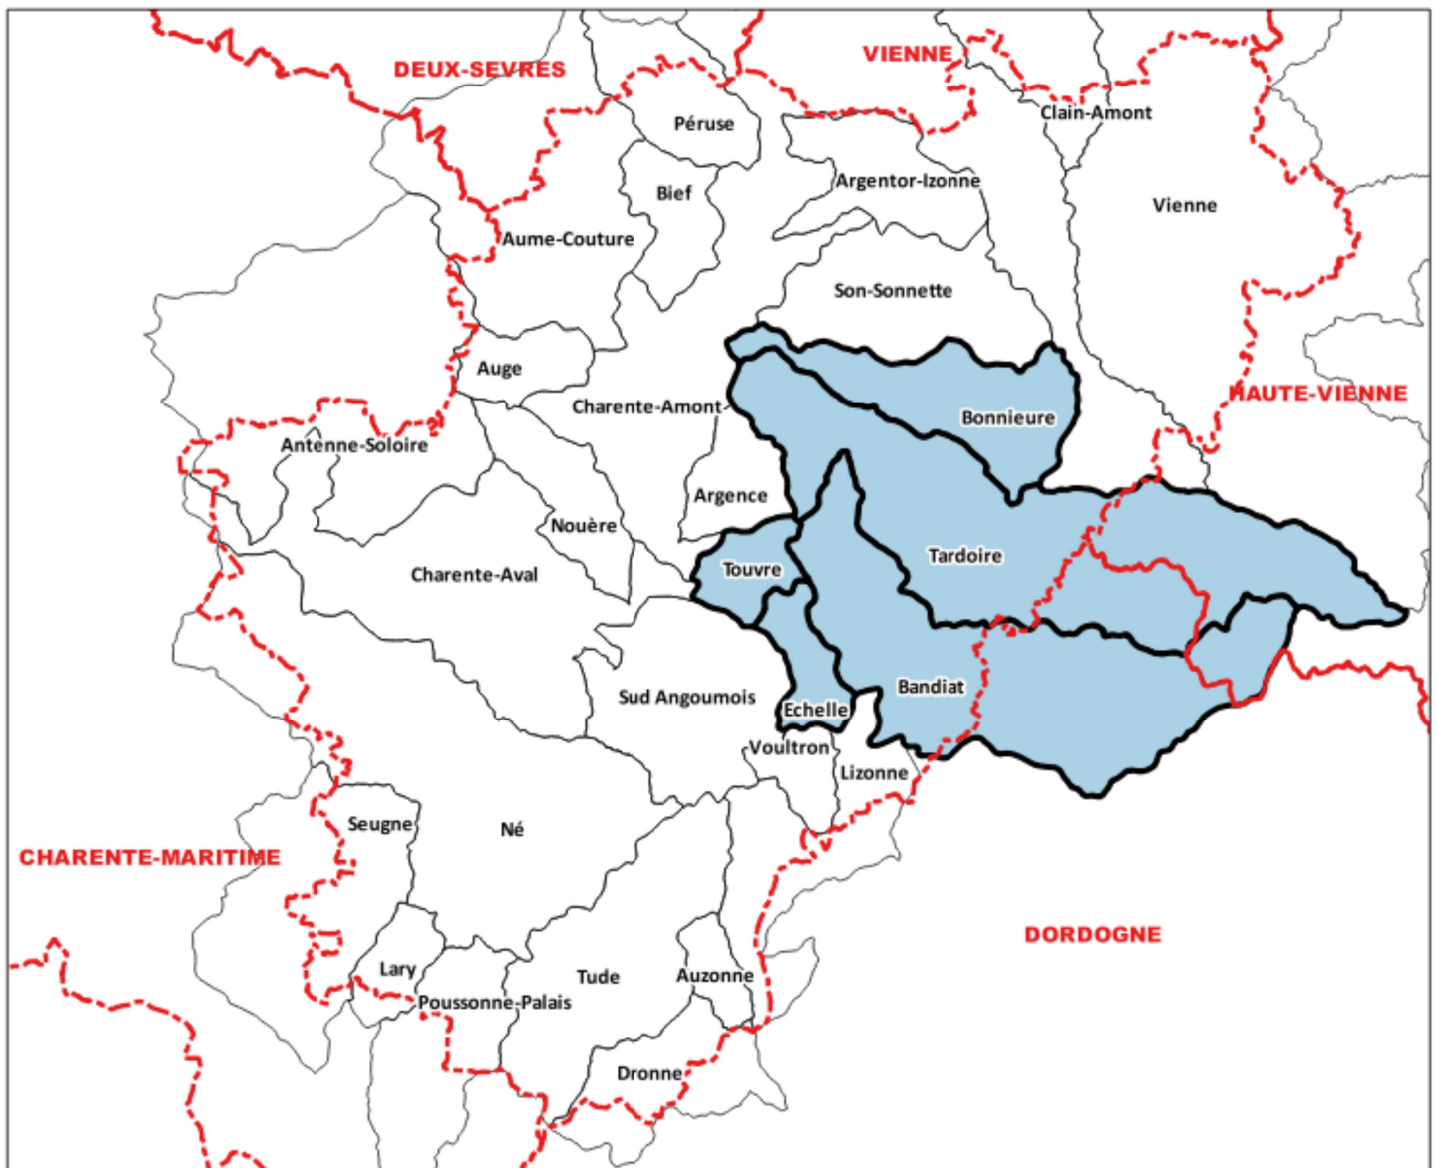 VIENNE
DEUX-SEVRES
Clain-Amont
Péruse
Argentor-Izonne
Bief
Vienne
Aume-Couture
Son-Sonnette
Auge
HAUTE-VIENNE
Charente-Amont
Bonnieure
Antenne-Soloire
Argence
Nouère
Tardoire
Touvre
Charente-Aval
Bandiat
Sud Angoumois
Echelle
Voultron
Lizonne
Seugne
Né
CHARENTE-MARITIME
DORDOGNE
Lary
Tude
Auzonne
Poussonne-Palais
Dronne